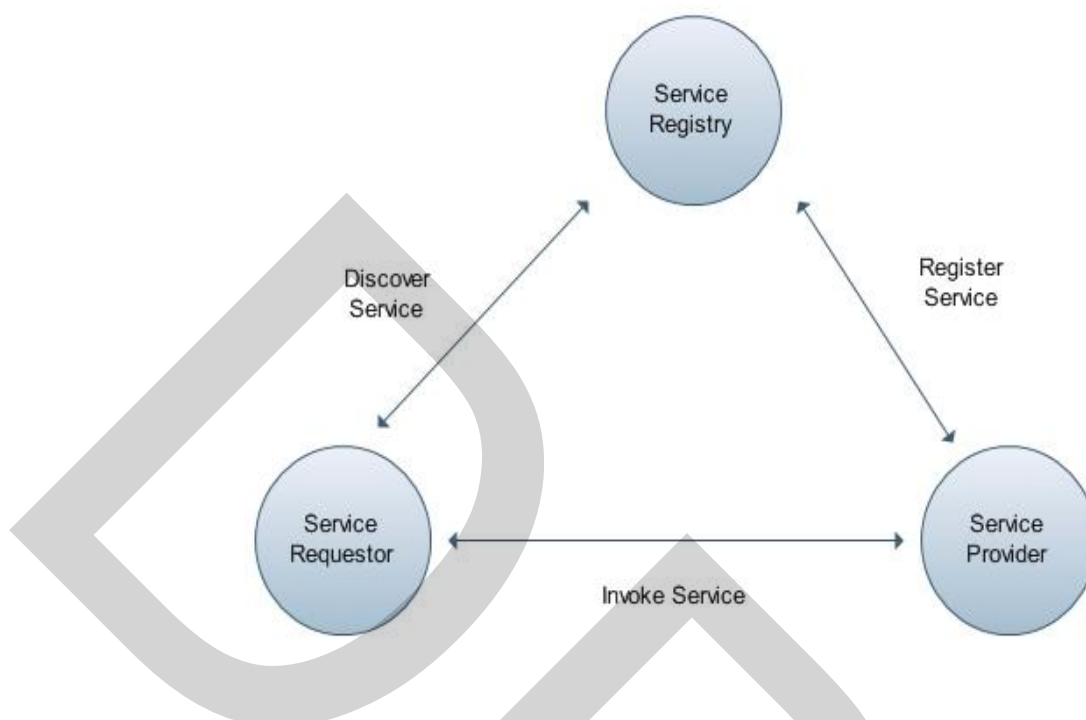 Service
Registry
Discover
Service
Register
Service
Service
Requestor
Service
Provider
Invoke Service